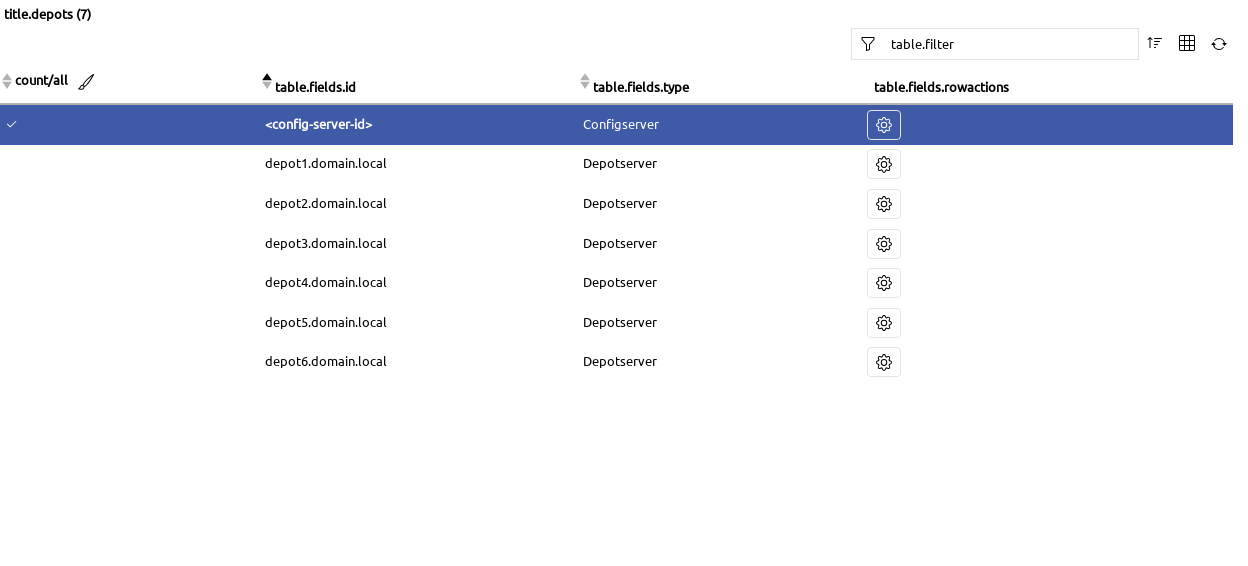 title.depots (7)
table.filter
count/all table.fields.id table.fields.type table.fields.rowactions
<config-server-id> Configserver
depot1.domain.local Depotserver
depot2.domain.local Depotserver
depot3.domain.local Depotserver
depot4.domain.local Depotserver
depot5.domain.local Depotserver
depot6.domain.local Depotserver